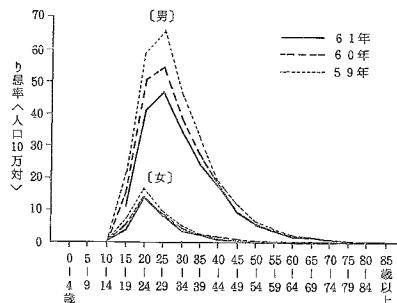 〔男〕
6 1 年
6 0 年
5 9 年
り患率〈人口10万対〉
70
60
50
40
30
20
10
0
〔女〕
0 5 10 15 20 25 30 35 40 45 50 55 60 65 70 75 80 85
| | | | | | | | | | | | | | | | | 歳
4 9 14 19 24 29 34 39 44 49 54 59 64 69 74 79 84 以
歳 上